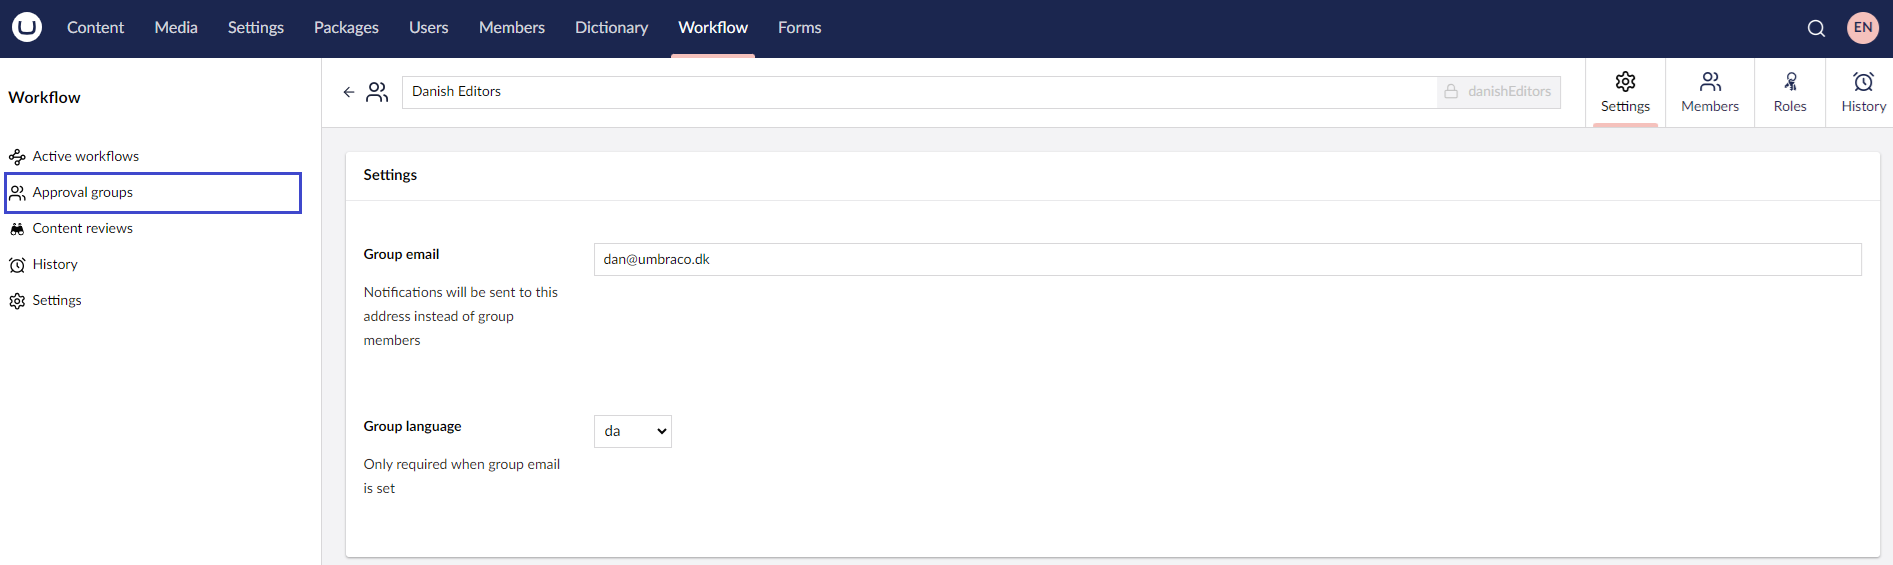 Content Media Settings Packages Users Members Dictionary Workflow Forms EN
Workflow
Active workflows
Approval groups
Content reviews
History
Settings
Danish Editors danishEditors
Settings Members Roles History
Settings
Group email
dan@umbraco.dk
Notifications will be sent to this
address instead of group
members
Group language
da
Only required when group email
is set